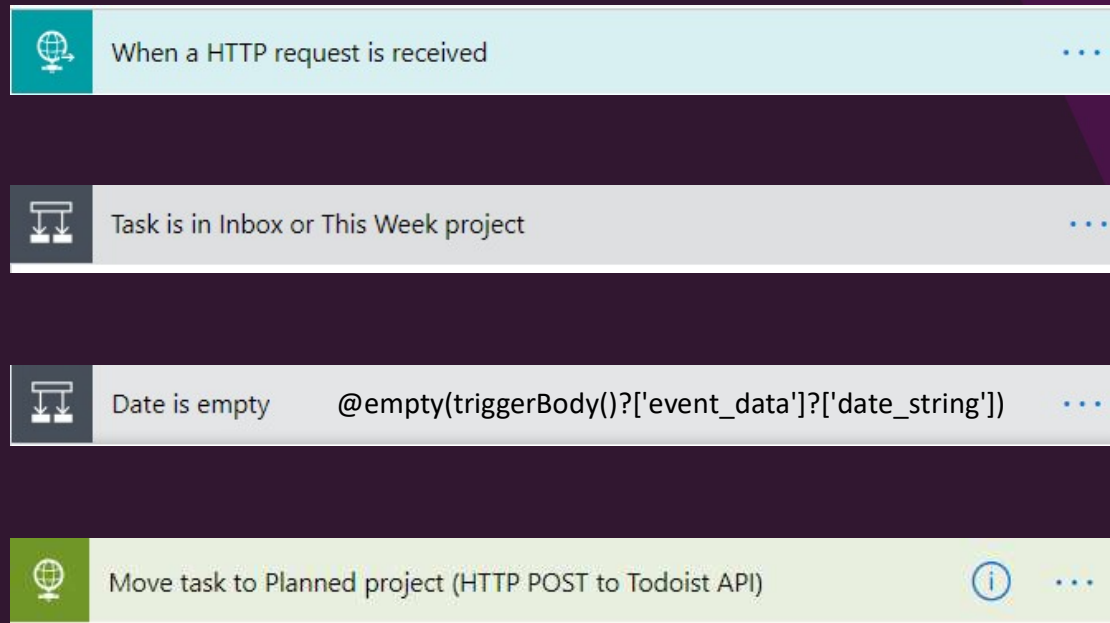 When a HTTP request is received
Task is in Inbox or This Week project
Date is empty @empty(triggerBody()?['event_data']?['date_string'])
Move task to Planned project (HTTP POST to Todoist API)